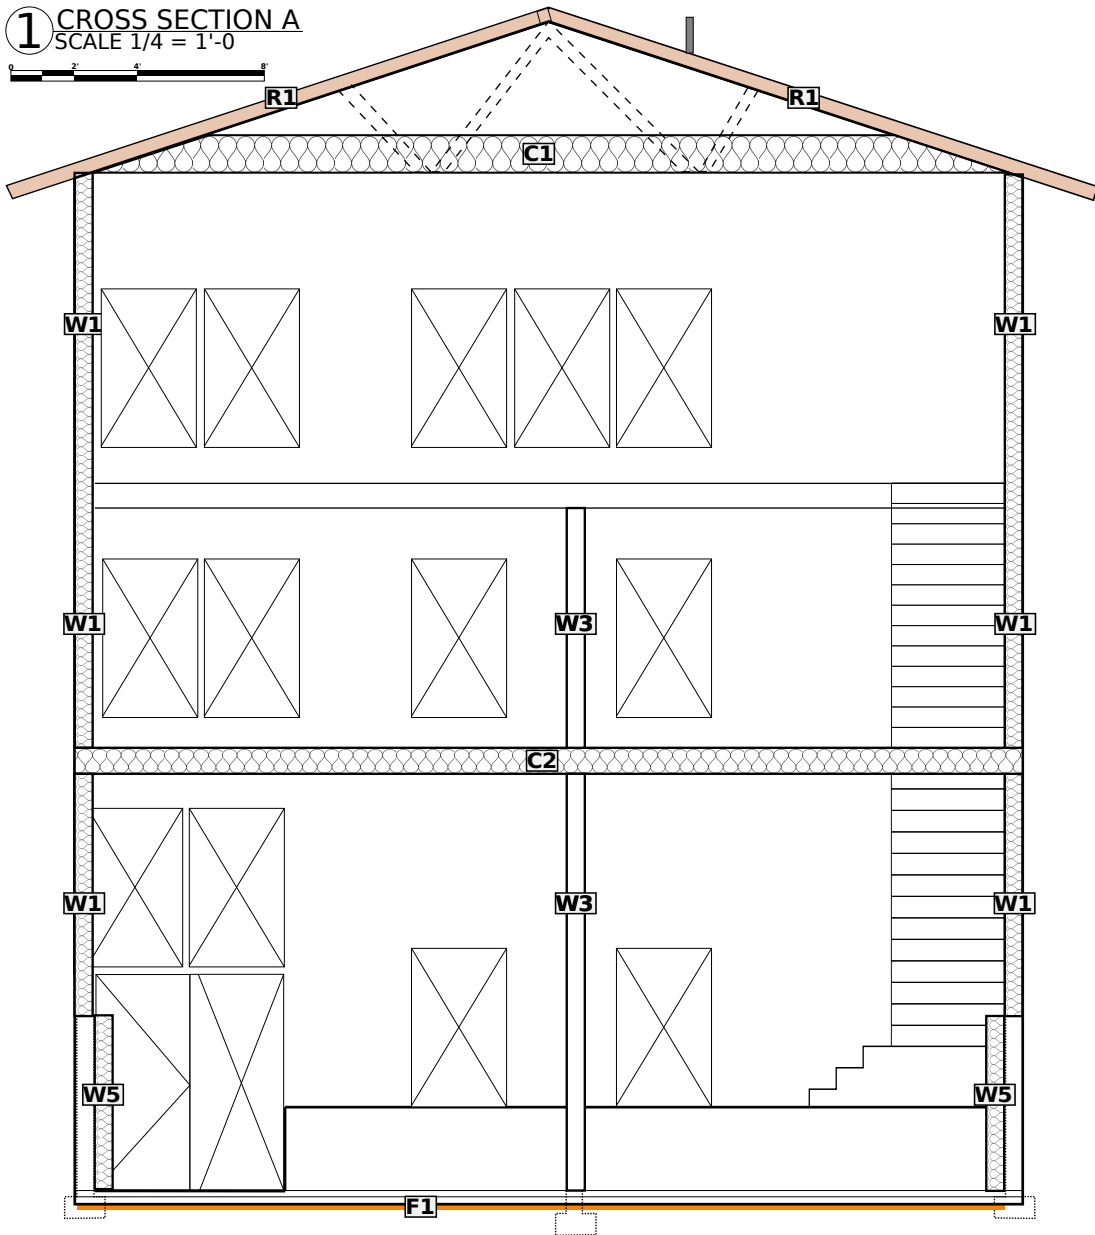 1 CROSS SECTION A
SCALE 1/4 = 1'-0
0 2' 4' 8'
R1 R1
C1
W1 W1
W1 W3 W1
C2
W1 W3 W1
W5 W5
F1